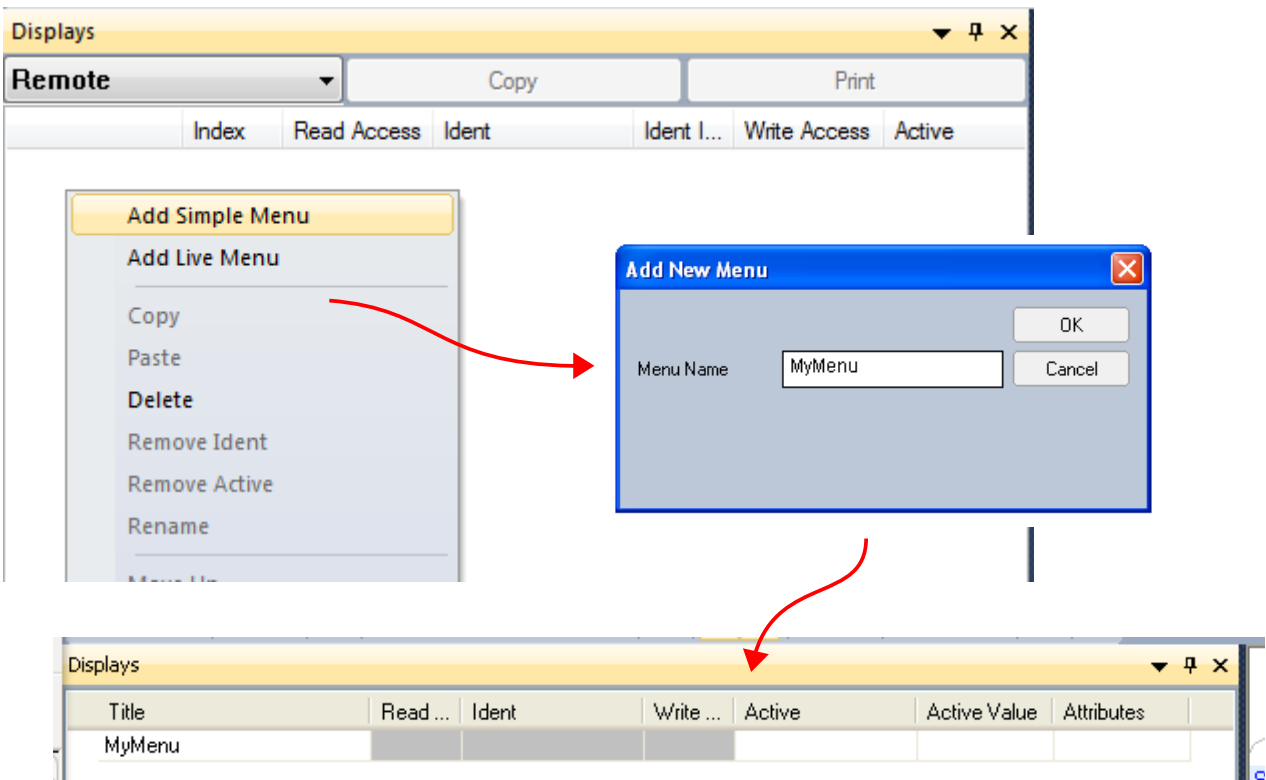 Displays
Remote Copy Print
Index Read Access Ident Ident I... Write Access Active
Add Simple Menu
Add Live Menu
Copy
Paste
Delete
Remove Ident
Remove Active
Rename
Move Up
Add New Menu
OK
Menu Name MyMenu Cancel
Displays
Title Read ... Ident Write ... Active Active Value Attributes
MyMenu